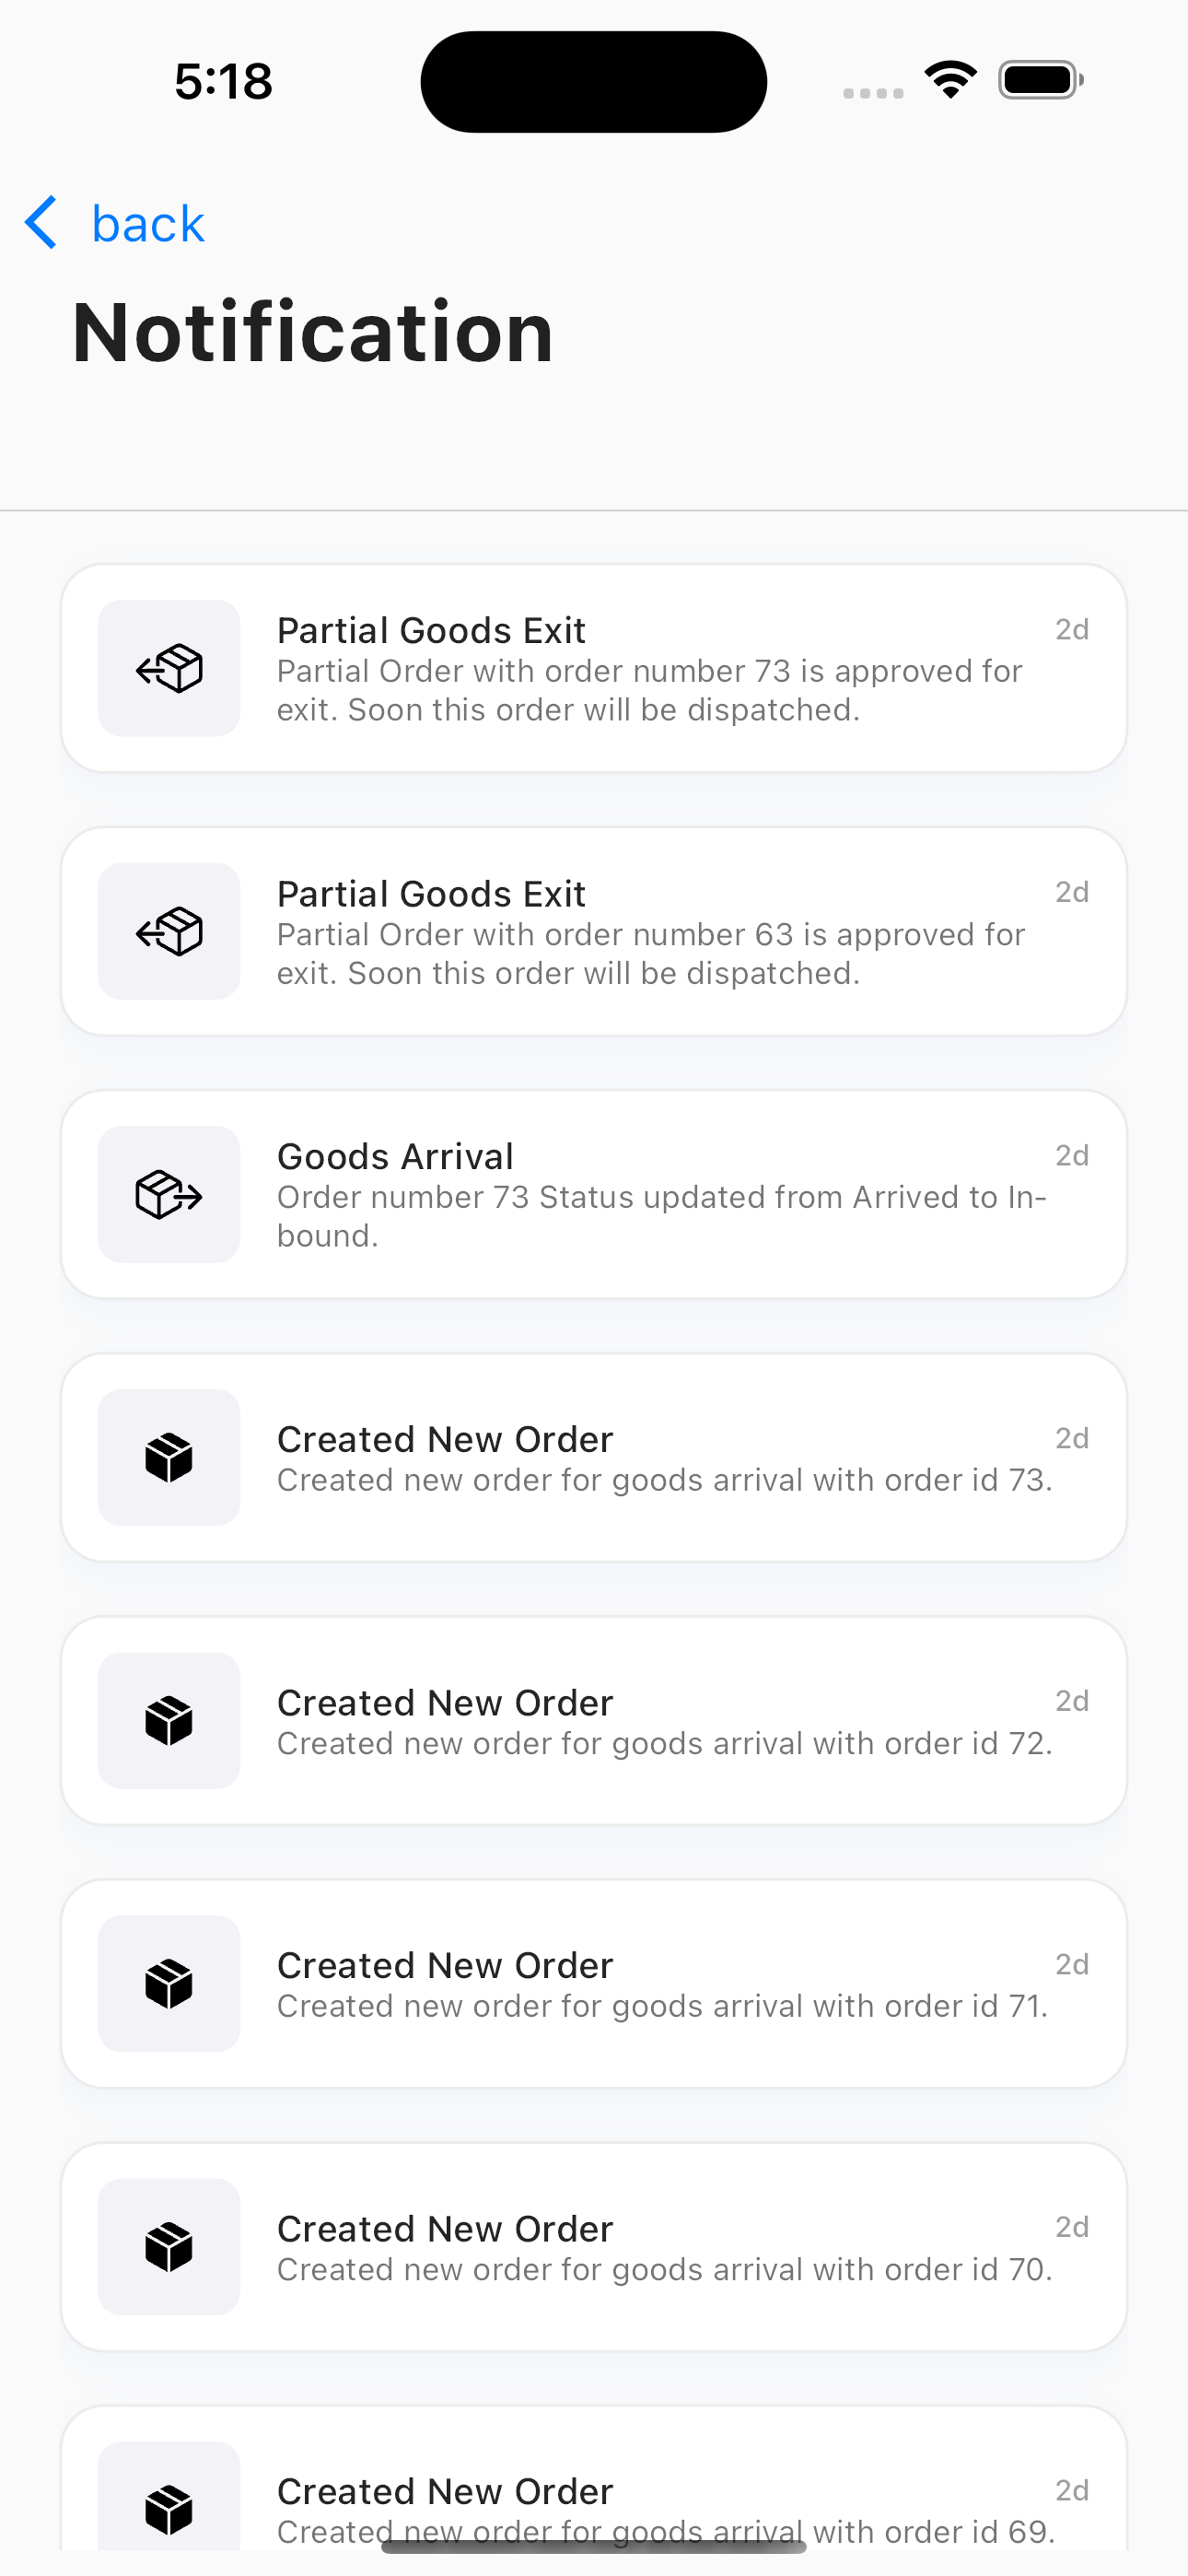 5:18
back
Notification
Partial Goods Exit
2d
Partial Order with order number 73 is approved for
exit. Soon this order will be dispatched.
Partial Goods Exit
2d
Partial Order with order number 63 is approved for
exit. Soon this order will be dispatched.
Goods Arrival
2d
Order number 73 Status updated from Arrived to In-
bound.
Created New Order
2d
Created new order for goods arrival with order id 73.
Created New Order
2d
Created new order for goods arrival with order id 72.
Created New Order
2d
Created new order for goods arrival with order id 71.
Created New Order
2d
Created new order for goods arrival with order id 70.
Created New Order
2d
Created new order for goods arrival with order id 69.